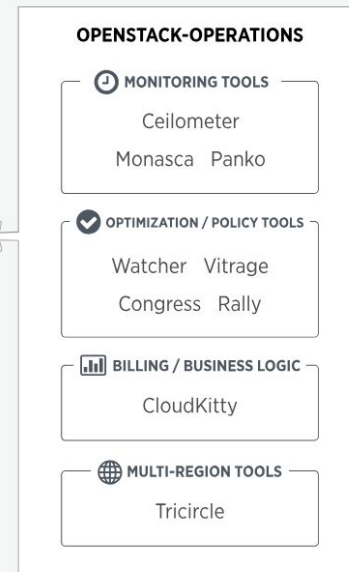 OPENSTACK-OPERATIONS
MONITORING TOOLS
Ceilometer
Monasca Panko
OPTIMIZATION / POLICY TOOLS
Watcher Vitrage
Congress Rally
BILLING / BUSINESS LOGIC
CloudKitty
MULTI-REGION TOOLS
Tricircle